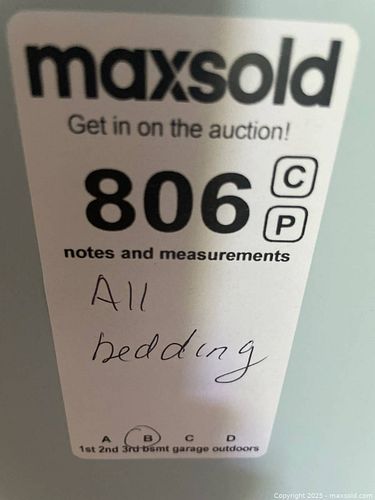 maxsold
Get in on the auction!
806 C
P
notes and measurements
All
bedding
A B C D
1st 2nd 3rd bsmt garage outdoors
Copyright 2025 - maxsold.com